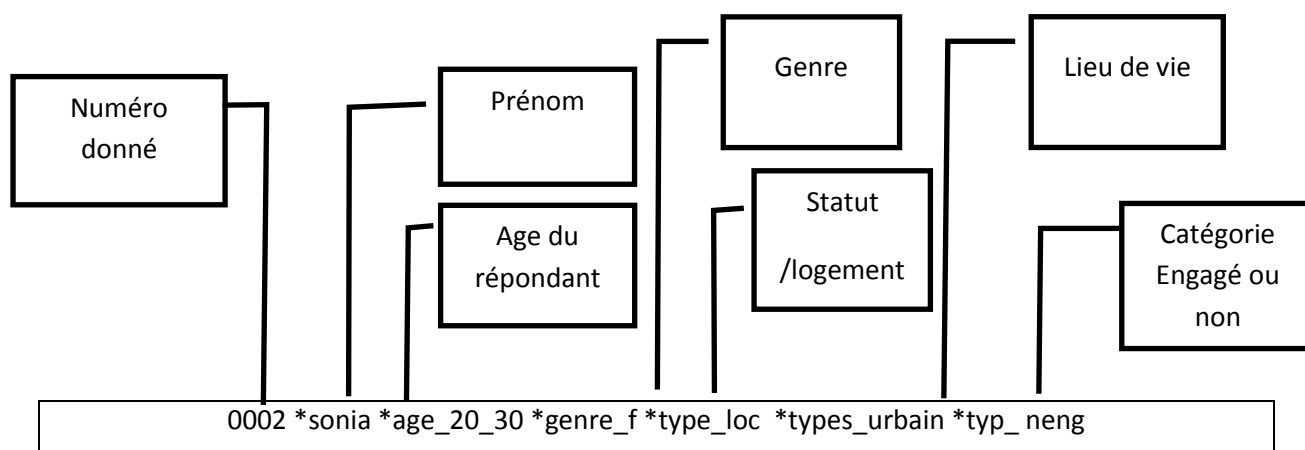 Numéro
donné
Prénom
Age du
répondant
Genre
Statut
/logement
Lieu de vie
Catégorie
Engagé ou
non
0002 *sonia *age_20_30 *genre_f *type_loc  *types_urbain *typ_ neng